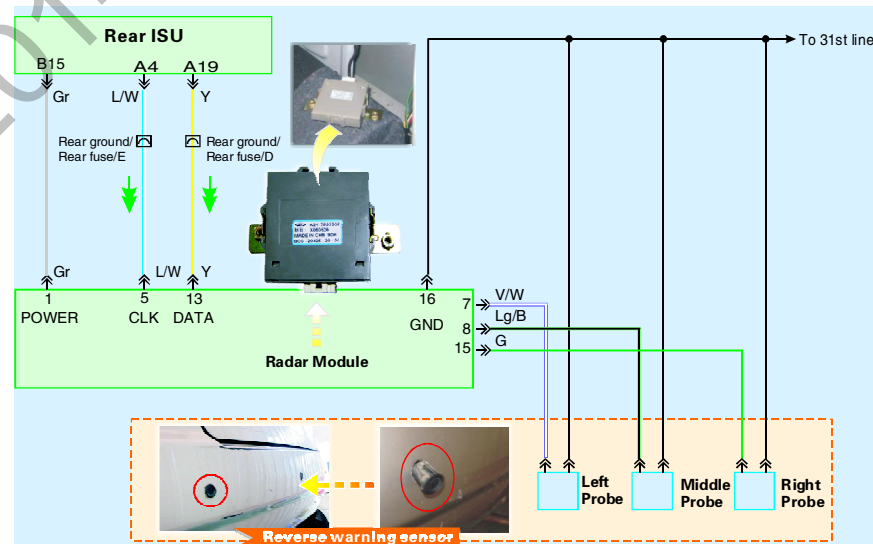 201
Rear ISU
B15 A4 A19
Gr L/W Y
To 31st line
Rear ground/
Rear fuse/E
Rear ground/
Rear fuse/D
Gr L/W Y
1 5 13 16
POWER CLK DATA GND
7 V/W
8 Lg/B
15 G
Radar Module
Left
Probe
Middle
Probe
Right
Probe
Reverse warning sensor